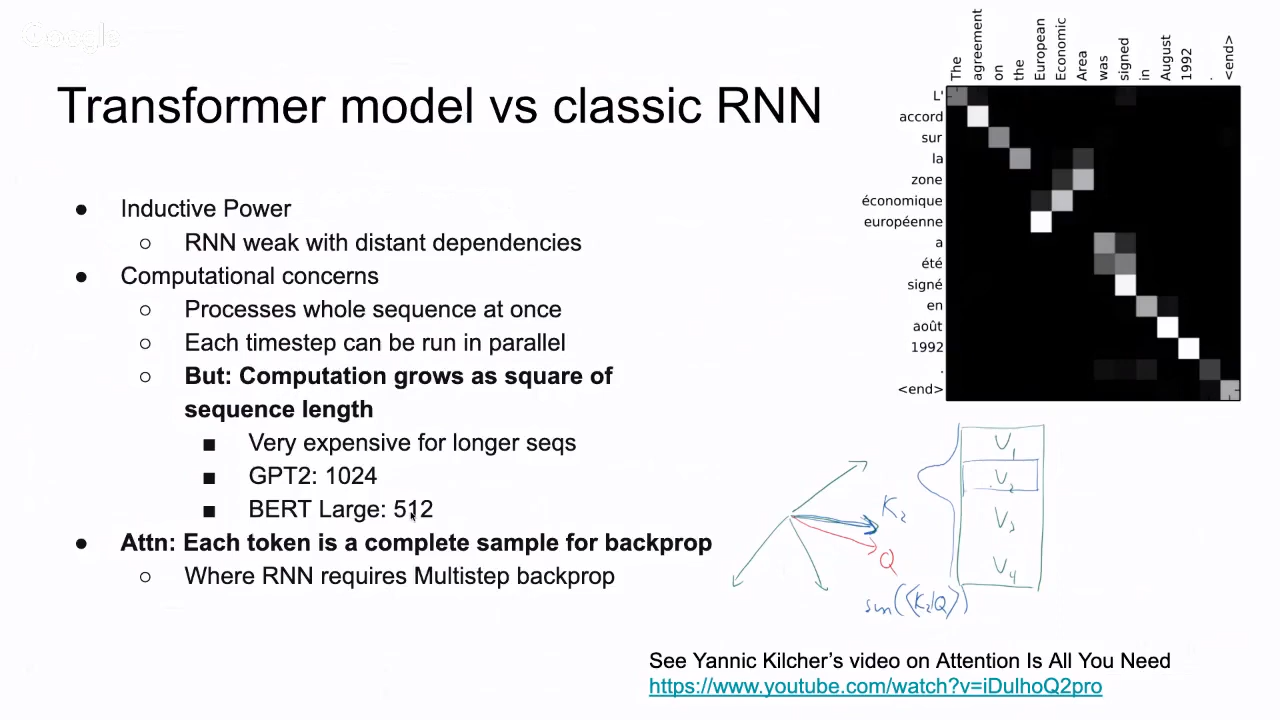 Google
Transformer model vs classic RNN
● Inductive Power
○ RNN weak with distant dependencies
● Computational concerns
○ Processes whole sequence at once
○ Each timestep can be run in parallel
○ But: Computation grows as square of
sequence length
■ Very expensive for longer seqs
■ GPT2: 1024
■ BERT Large: 512
● Attn: Each token is a complete sample for backprop
○ Where RNN requires Multistep backprop
The agreement on the European Economic Area was signed in August 1992 . <end>
L'
accord
sur
la
zone
économique
européenne
a
été
signé
en
août
1992
.
<end>
V1
V2
V3
V4
K2
Q
sm(⟨K2|Q⟩)
See Yannic Kilcher’s video on Attention Is All You Need
https://www.youtube.com/watch?v=iDulhoQ2pro